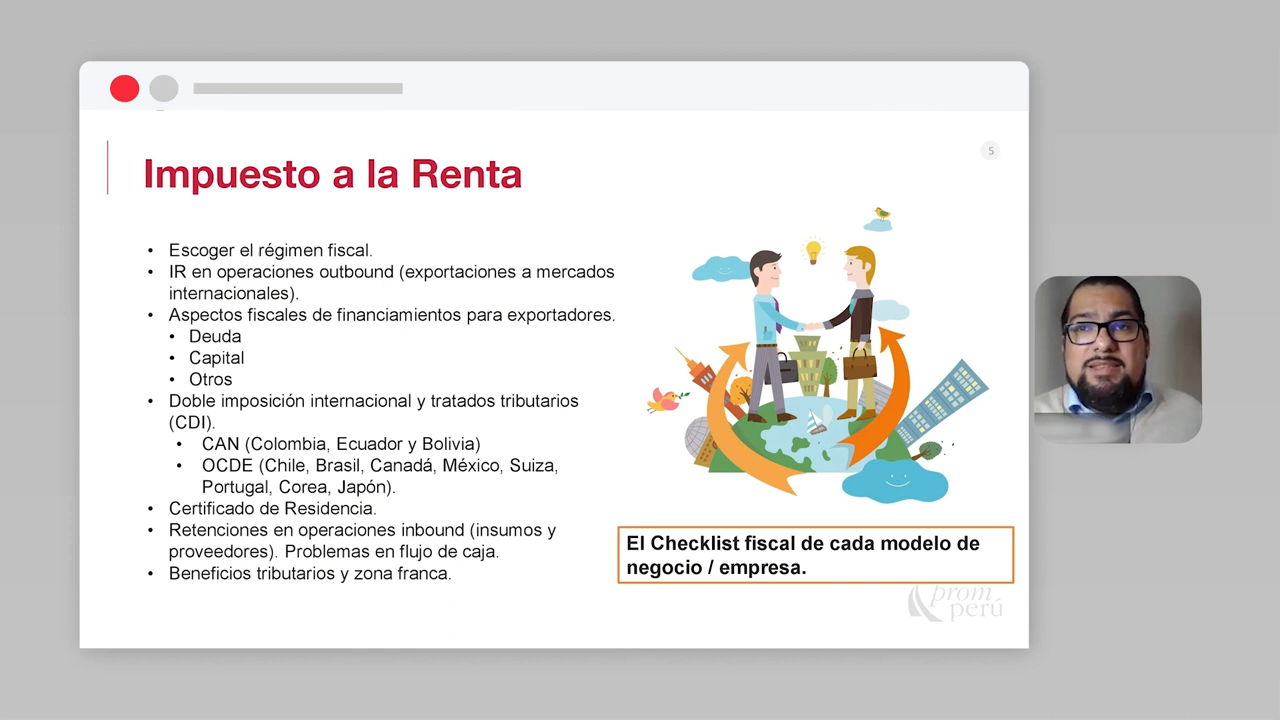 5
Impuesto a la Renta
• Escoger el régimen fiscal.
• IR en operaciones outbound (exportaciones a mercados
internacionales).
• Aspectos fiscales de financiamientos para exportadores.
• Deuda
• Capital
• Otros
• Doble imposición internacional y tratados tributarios
(CDI).
• CAN (Colombia, Ecuador y Bolivia)
• OCDE (Chile, Brasil, Canadá, México, Suiza,
Portugal, Corea, Japón).
• Certificado de Residencia.
• Retenciones en operaciones inbound (insumos y
proveedores). Problemas en flujo de caja.
• Beneficios tributarios y zona franca.
El Checklist fiscal de cada modelo de
negocio / empresa.
prom
perú